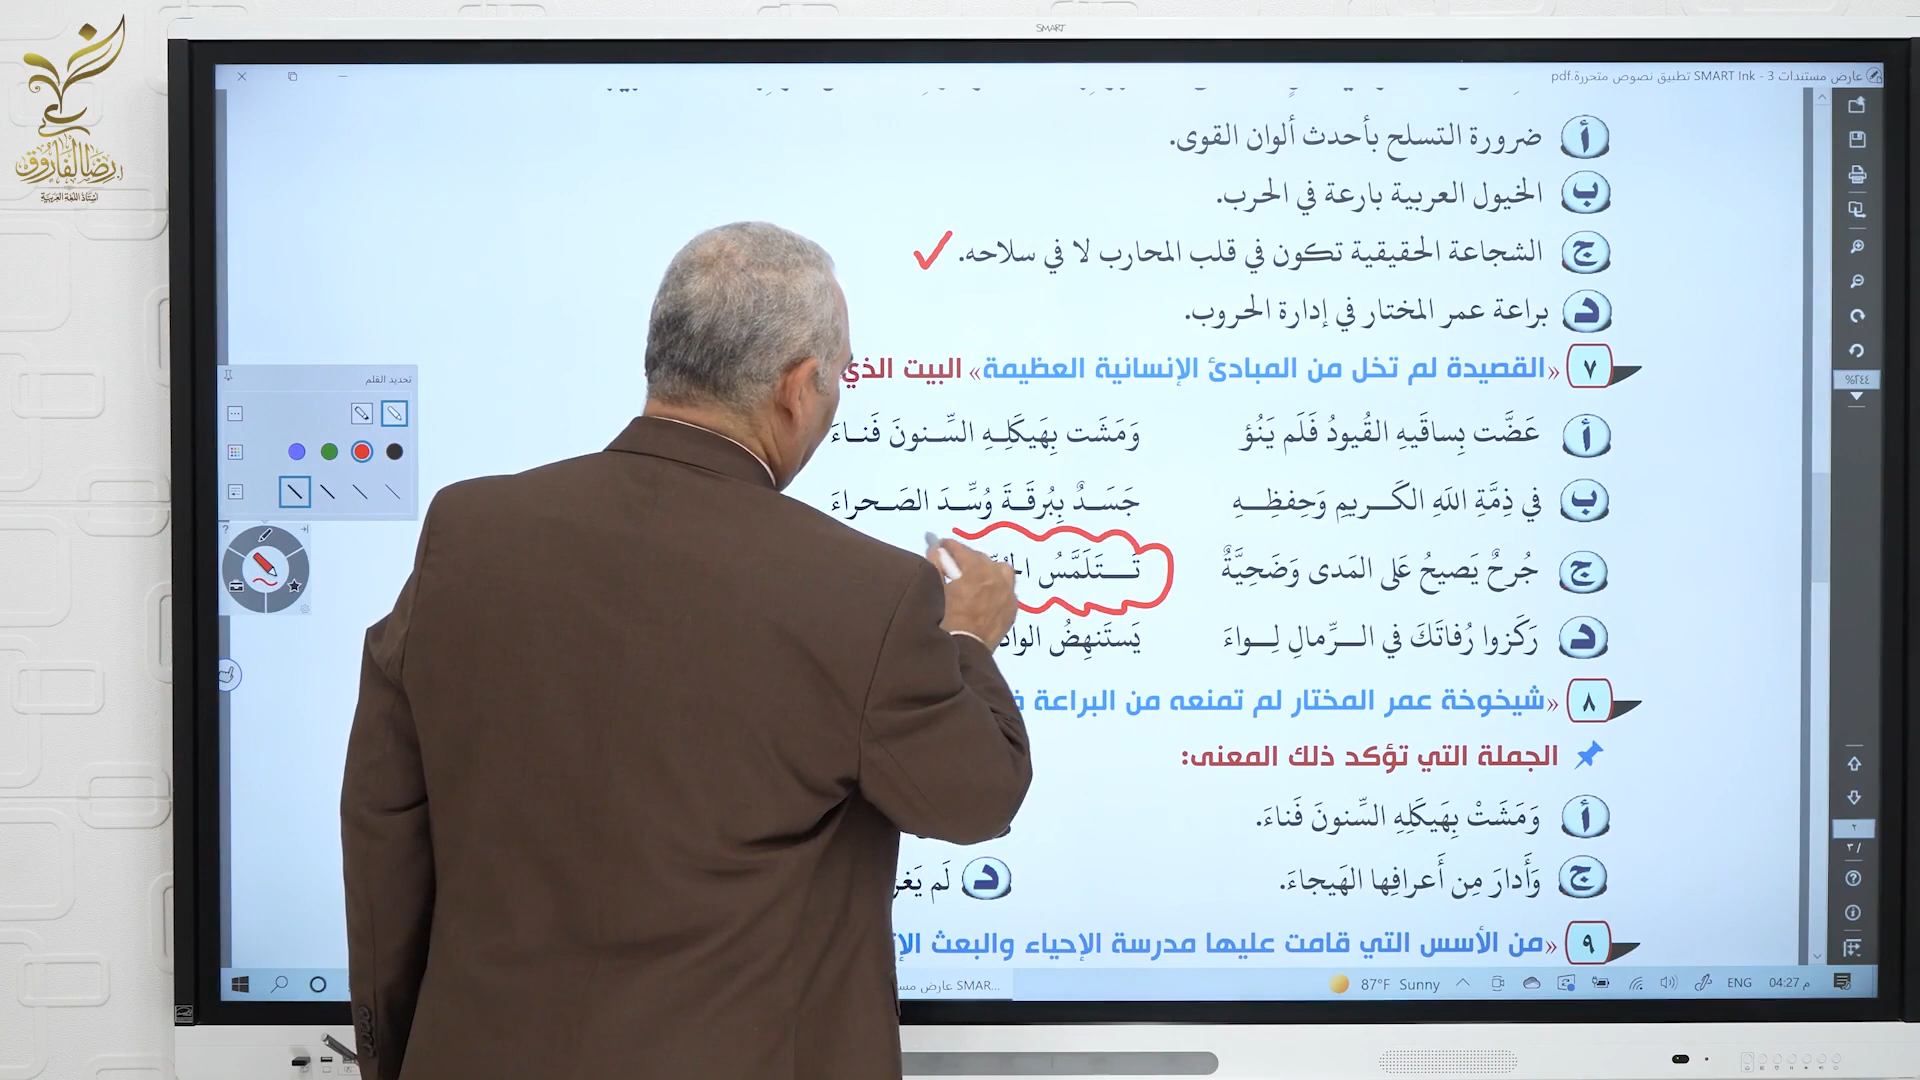 رضا الفاروق
أستاذ اللغة العربية
SMART
عارض مستندات SMART Ink - 3 تطبيق نصوص متحررة.pdf
أ ضرورة التسلح بأحدث ألوان القوى.
ب الخيول العربية بارعة في الحرب.
ج الشجاعة الحقيقية تكون في قلب المحارب لا في سلاحه.
د براعة عمر المختار في إدارة الحروب.
٧ «القصيدة لم تخل من المبادئ الإنسانية العظيمة» البيت الذي
أ عَضَّت بِساقَيهِ القُيودُ فَلَم يَنُؤ وَمَشَت بِهَيكَلِهِ السِّنونَ فَناءَ
ب في ذِمَّةِ اللَهِ الكَريمِ وَحِفظِهِ جَسَدٌ بِبُرقَةَ وُسِّدَ الصَحراءَ
ج جُرحٌ يَصيحُ عَلى المَدى وَضَحِيَّةٌ تَتَلَمَّسُ
د رَكَزوا رُفاتَكَ في الرِّمالِ لِواءَ يَستَنهِضُ
٨ «شيخوخة عمر المختار لم تمنعه من البراعة
الجملة التي تؤكد ذلك المعنى:
أ وَمَشَتْ بِهَيكَلِهِ السِّنونَ فَناءَ.
ج وَأَدارَ مِن أَعرافِها الهَيجاءَ. د لَم
٩ «من الأسس التي قامت عليها مدرسة الإحياء والبعث
تحديد القلم
٢٤٤%
٢
/ ٣
عارض SMAR...
87°F Sunny
ENG
04:27 م